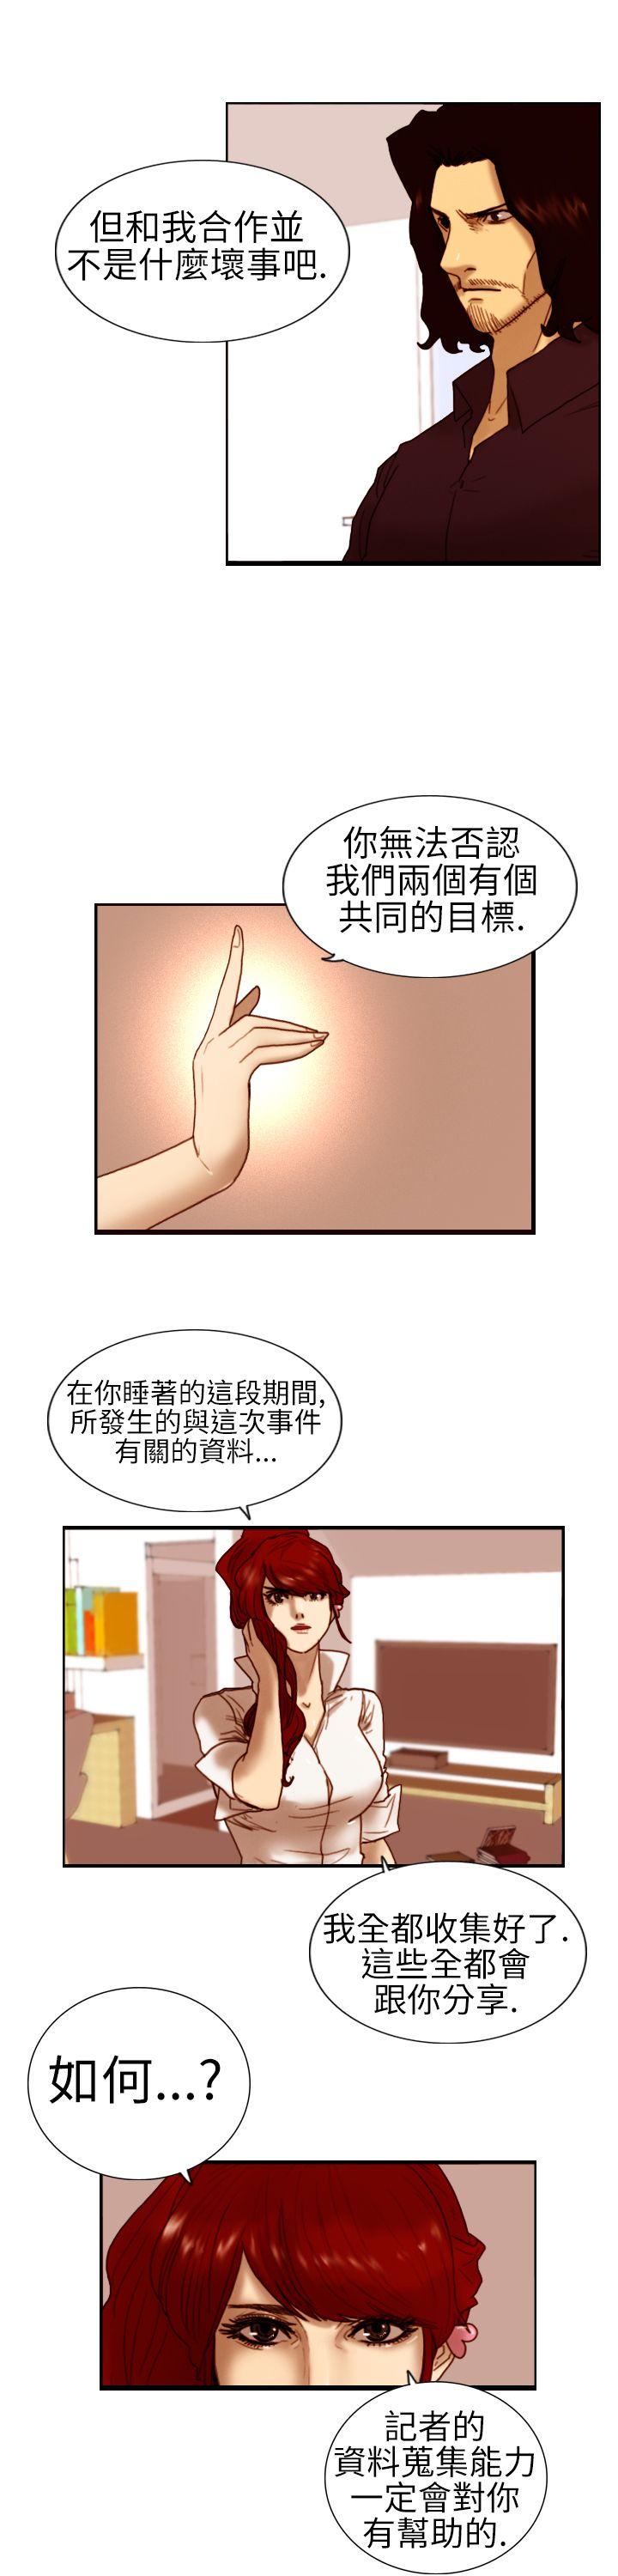 但和我合作並
不是什麼壞事吧.
你無法否認
我們兩個有個
共同的目標.
在你睡著的這段期間,
所發生的與這次事件
有關的資料...
我全都收集好了.
這些全都會
跟你分享.
如何...?
記者的
資料蒐集能力
一定會對你
有幫助的.